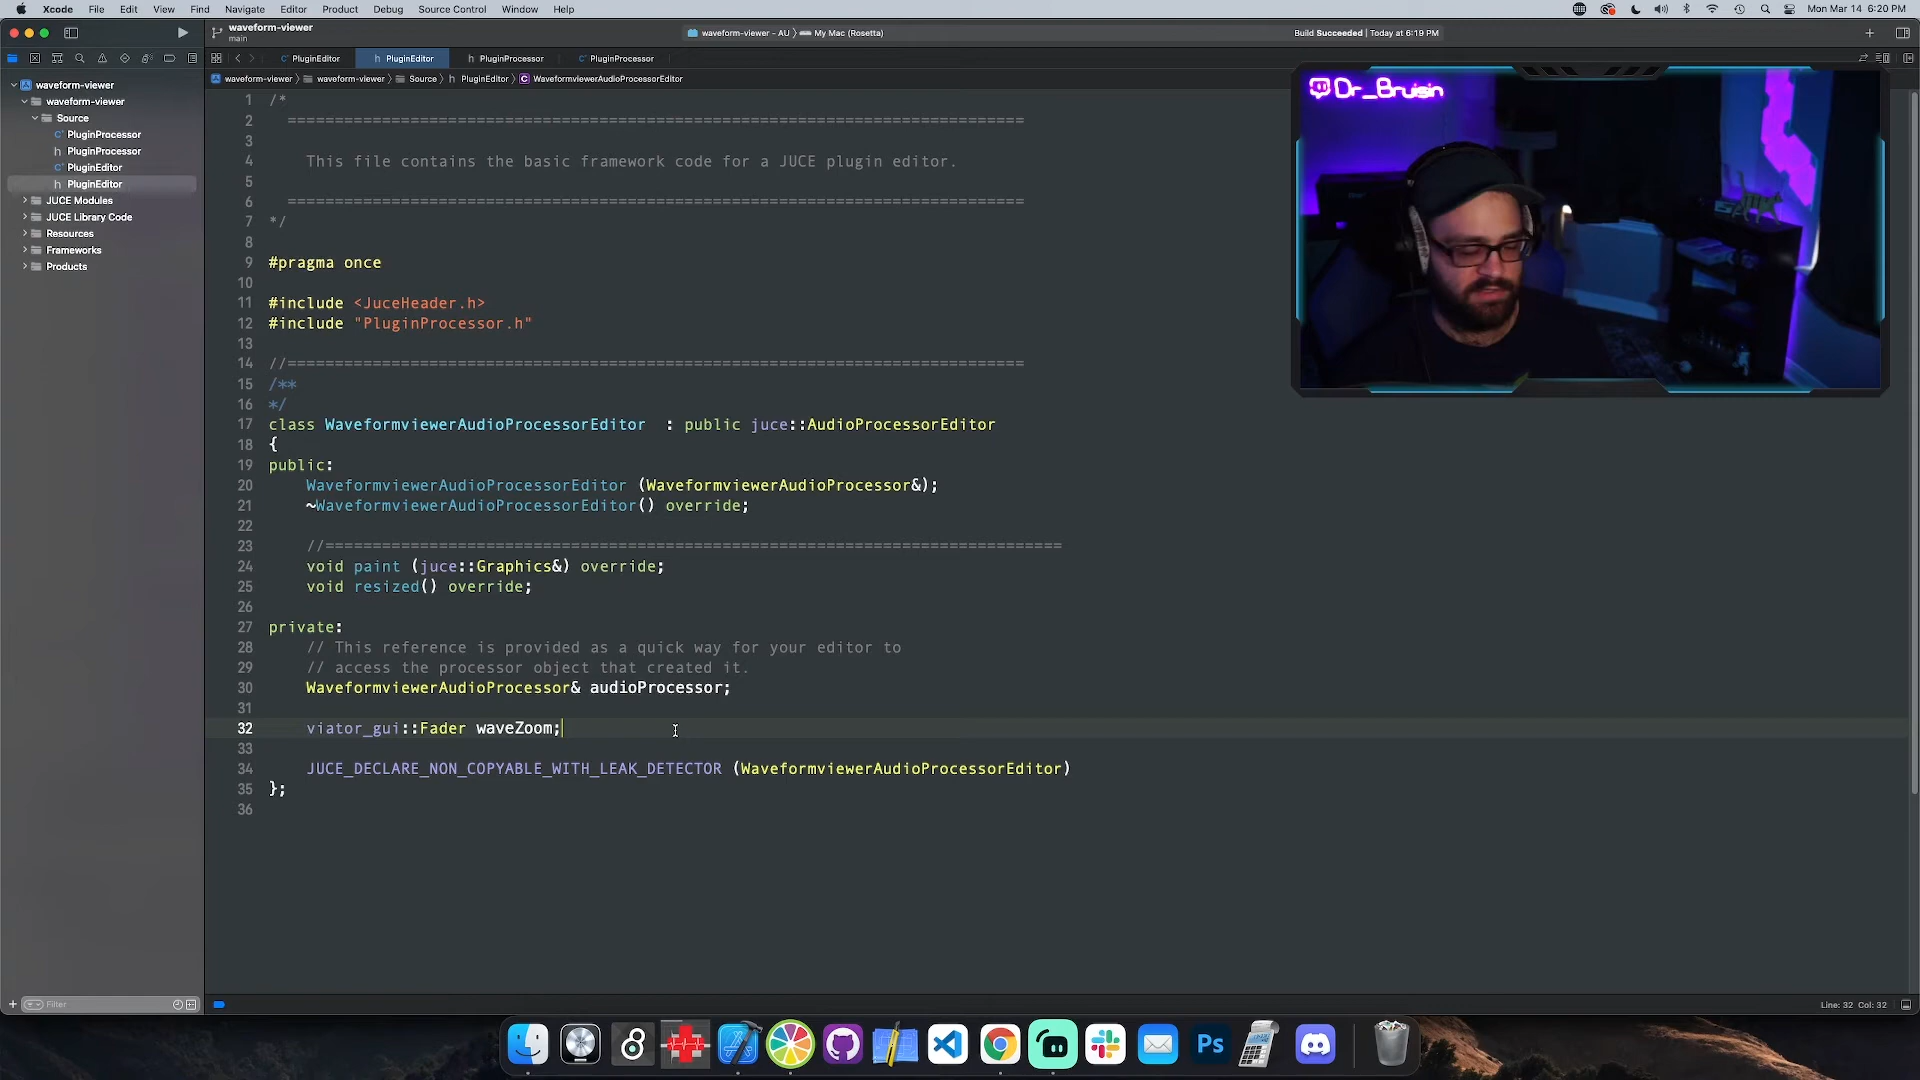 Xcode File Edit View Find Navigate Editor Product Debug Source Control Window Help
Mon Mar 14 6:20 PM
waveform-viewer
main
waveform-viewer - AU 〉 My Mac (Rosetta)
Build Succeeded | Today at 6:19 PM
PluginEditor
PluginEditor
PluginProcessor
PluginProcessor
waveform-viewer 〉 waveform-viewer 〉 Source 〉 h PluginEditor 〉 C WaveformviewerAudioProcessorEditor
waveform-viewer
waveform-viewer
Source
PluginProcessor
h PluginProcessor
PluginEditor
h PluginEditor
JUCE Modules
JUCE Library Code
Resources
Frameworks
Products
1 /*
2 ==============================================================================
3
4 This file contains the basic framework code for a JUCE plugin editor.
5
6 ==============================================================================
7 */
8
9 #pragma once
10
11 #include <JuceHeader.h>
12 #include "PluginProcessor.h"
13
14 //==============================================================================
15 /**
16 */
17 class WaveformviewerAudioProcessorEditor  : public juce::AudioProcessorEditor
18 {
19 public:
20 WaveformviewerAudioProcessorEditor (WaveformviewerAudioProcessor&);
21 ~WaveformviewerAudioProcessorEditor() override;
22
23 //==============================================================================
24 void paint (juce::Graphics&) override;
25 void resized() override;
26
27 private:
28 // This reference is provided as a quick way for your editor to
29 // access the processor object that created it.
30 WaveformviewerAudioProcessor& audioProcessor;
31
32 viator_gui::Fader waveZoom;
33
34 JUCE_DECLARE_NON_COPYABLE_WITH_LEAK_DETECTOR (WaveformviewerAudioProcessorEditor)
35 };
36
Dr_Bruisin
Filter
Line: 32 Col: 32
Ps